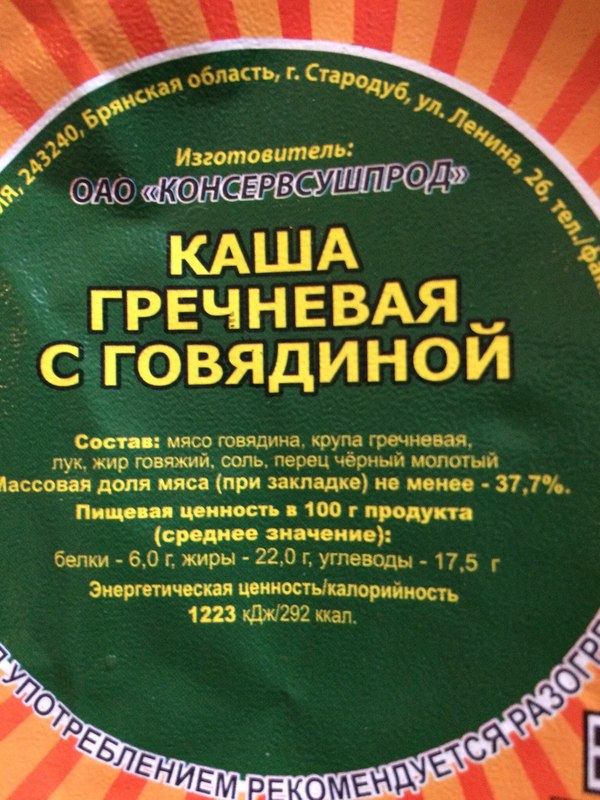 243240, Брянская область, г. Стародуб, ул. Ленина, 26, тел./фак
Изготовитель:
ОАО «КОНСЕРВСУШПРОД»
КАША
ГРЕЧНЕВАЯ
С ГОВЯДИНОЙ
Состав: мясо говядина, крупа гречневая,
лук, жир говяжий, соль, перец чёрный молотый
Массовая доля мяса (при закладке) не менее - 37,7%.
Пищевая ценность в 100 г продукта
(среднее значение):
белки - 6,0 г, жиры - 22,0 г, углеводы - 17,5 г
Энергетическая ценность/калорийность
1223 кДж/292 ккал.
УПОТРЕБЛЕНИЕМ РЕКОМЕНДУЕТСЯ РАЗОГРЕ